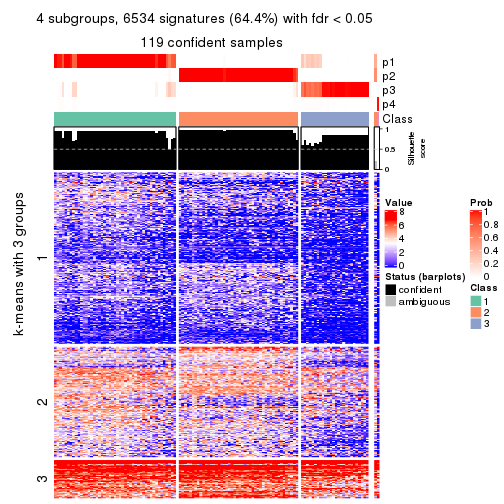 4 subgroups, 6534 signatures (64.4%) with fdr < 0.05
119 confident samples
p1
p2
p3
p4
Class
1
0.5
0
Silhouette
score
k-means with 3 groups
1
2
3
Value
8
6
4
2
0
Status (barplots)
confident
ambiguous
Prob
1
0.8
0.6
0.4
0.2
0
Class
1
2
3